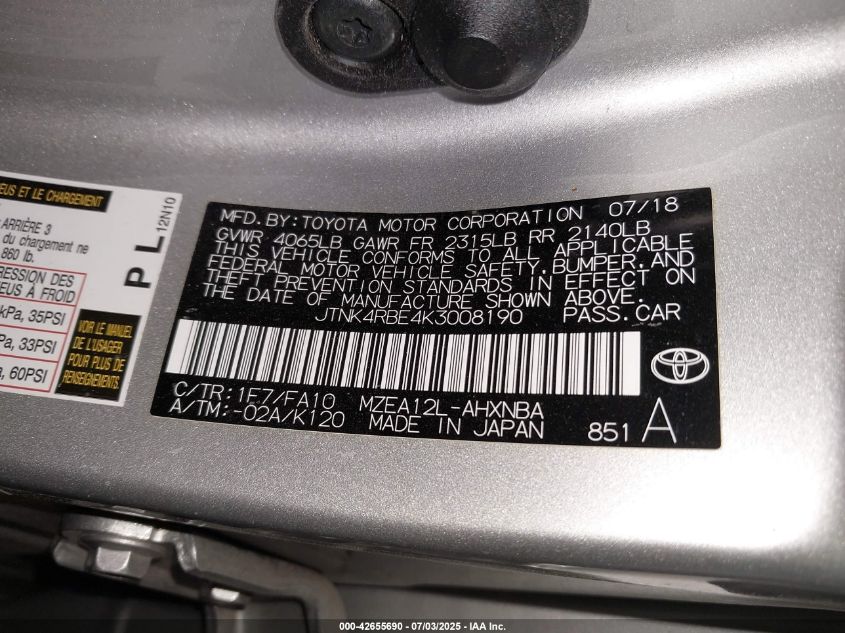 EUS ET LE CHARGEMENT
ARRIÈRE 3
du chargement ne
860 lb.
RESSION DES
EUS À FROID
kPa, 35PSI
Pa, 33PSI
a, 60PSI
VOIR LE MANUEL
DE L'USAGER
POUR PLUS DE
RENSEIGNEMENTS.
P L
12N10
MFD.BY:TOYOTA MOTOR CORPORATION 07/18
GVWR 4065LB GAWR FR 2315LB RR 2140LB
THIS VEHICLE CONFORMS TO ALL APPLICABLE
FEDERAL MOTOR VEHICLE SAFETY,BUMPER,AND
THEFT PREVENTION STANDARDS IN EFFECT ON
THE DATE OF MANUFACTURE SHOWN ABOVE.
JTNK4RBE4K3008190 PASS.CAR
C/TR:1F7/FA10 MZEA12L-AHXNBA
A/TM:-02A/K120 MADE IN JAPAN 851 A
000-42655690 - 07/03/2025 - IAA Inc.